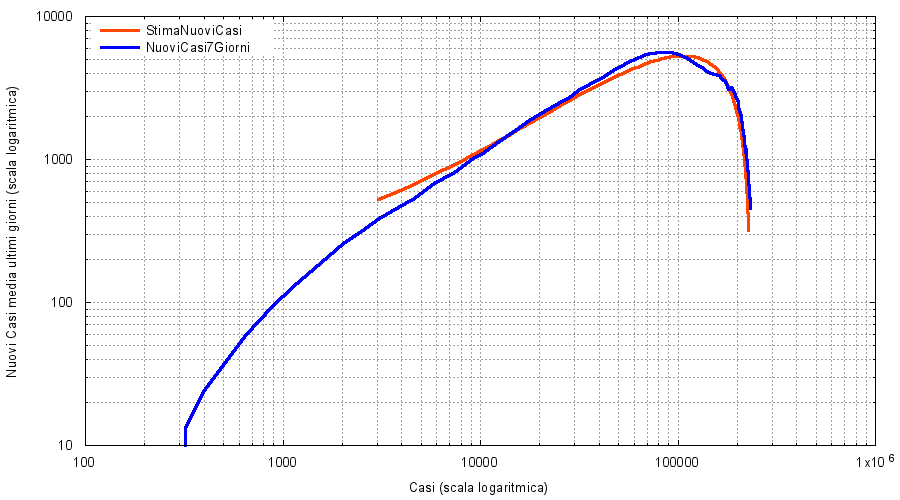 10000
1000
100
10
StimaNuoviCasi
NuoviCasi7Giorni
Nuovi Casi media ultimi giorni (scala logaritmica)
100 1000 10000 100000 1x10 6
Casi (scala logaritmica)